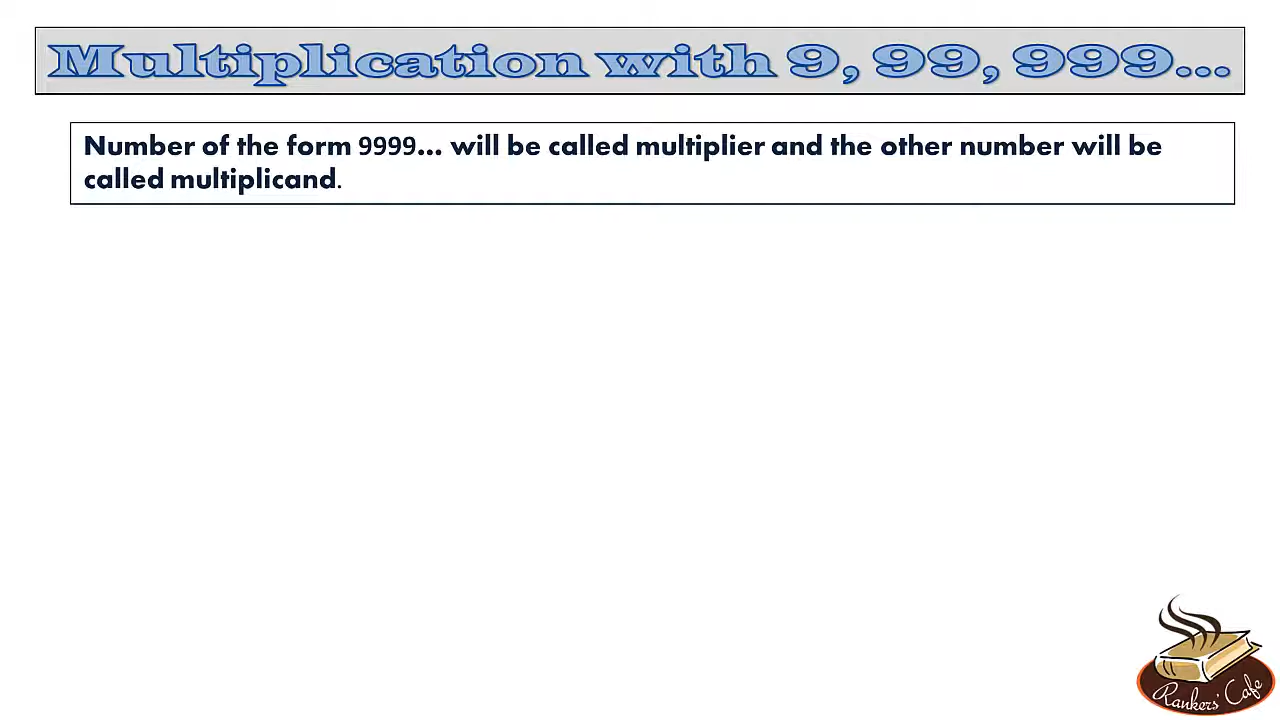 Multiplication with 9, 99, 999...
Number of the form 9999... will be called multiplier and the other number will be
called multiplicand.
Rankers' Cafe